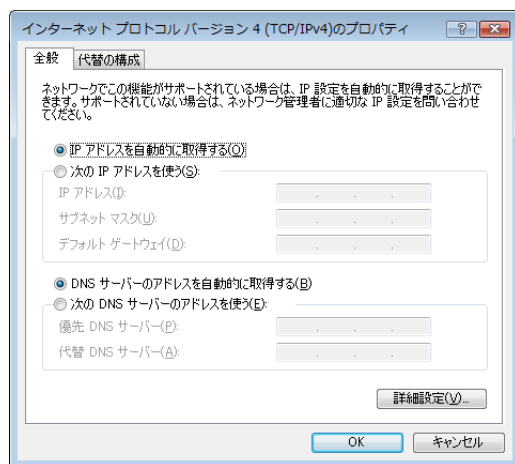 インターネット プロトコル バージョン 4 (TCP/IPv4)のプロパティ
全般
代替の構成
ネットワークでこの機能がサポートされている場合は、IP 設定を自動的に取得することがで
きます。サポートされていない場合は、ネットワーク管理者に適切な IP 設定を問い合わせ
てください。
IP アドレスを自動的に取得する(O)
次の IP アドレスを使う(S):
IP アドレス(I):
サブネット マスク(U):
デフォルト ゲートウェイ(D):
DNS サーバーのアドレスを自動的に取得する(B)
次の DNS サーバーのアドレスを使う(E):
優先 DNS サーバー(P):
代替 DNS サーバー(A):
詳細設定(V)...
OK
キャンセル